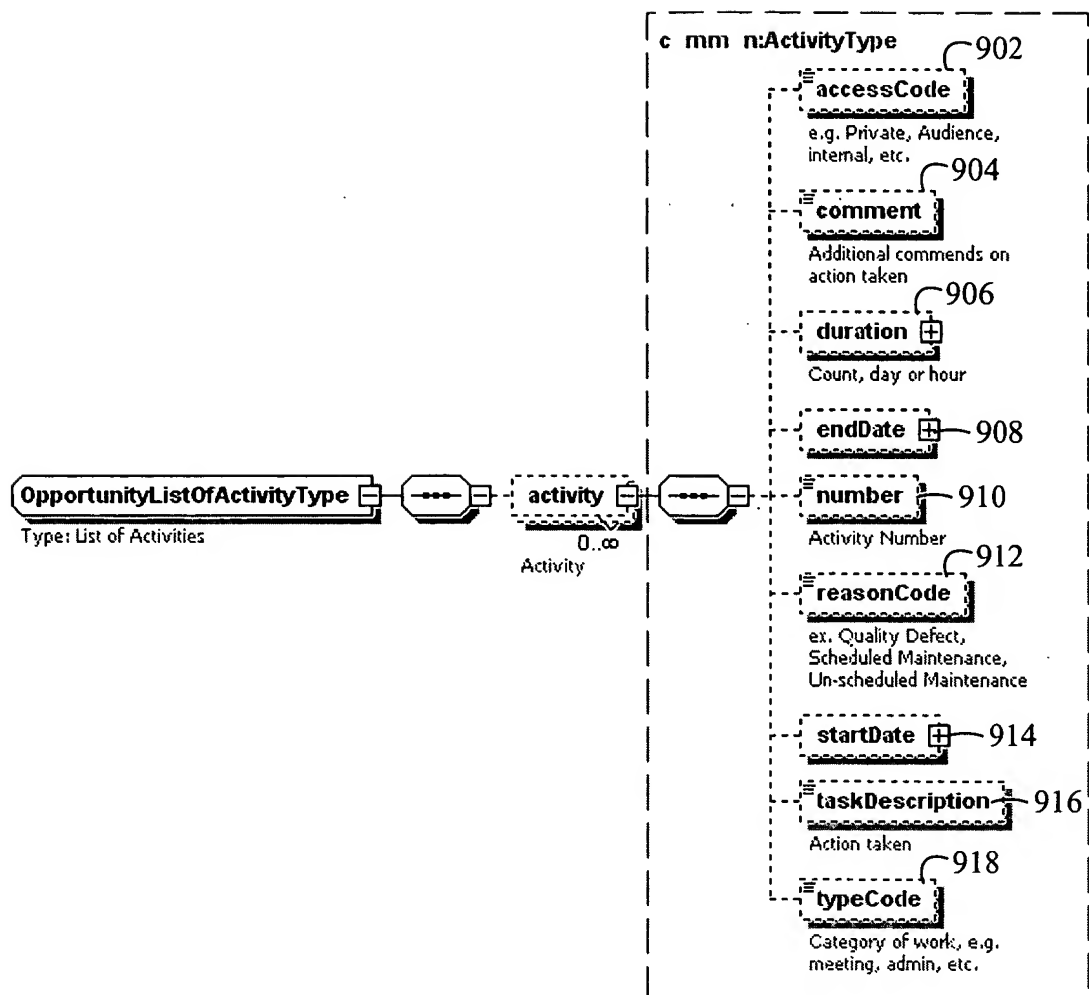 c mm n:ActivityType
902
accessCode
e.g. Private, Audience,
internal, etc.
904
comment
Additional commends on
action taken
906
duration
Count, day or hour
endDate
908
OpportunityListOfActivityType
Type: List of Activities
activity
0..∞
Activity
number
910
Activity Number
912
reasonCode
ex. Quality Defect,
Scheduled Maintenance,
Un-scheduled Maintenance
startDate
914
taskDescription
916
Action taken
918
typeCode
Category of work, e.g.
meeting, admin, etc.